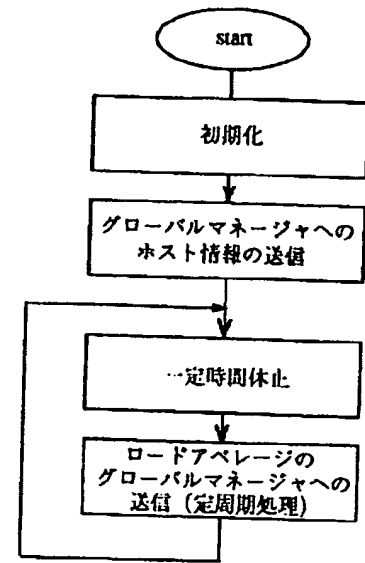 start
初期化
グローバルマネージャへの
ホスト情報の送信
一定時間休止
ロードアベレージの
グローバルマネージャへの
送信（定周期処理）